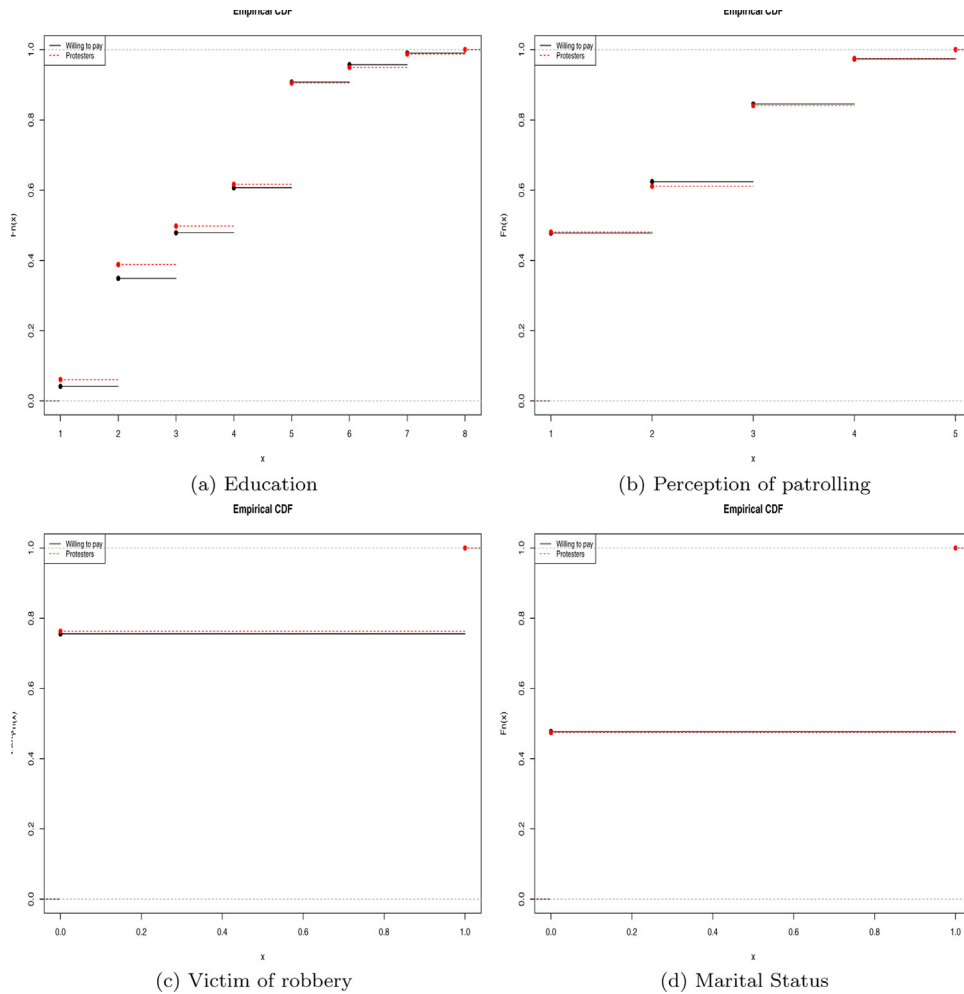 Empirical CDF
Willing to pay
Protesters
Fn(x)
0.0 0.2 0.4 0.6 0.8 1.0
1 2 3 4 5 6 7 8
x
(a) Education
Empirical CDF
Willing to pay
Protesters
Fn(x)
0.0 0.2 0.4 0.6 0.8 1.0
1 2 3 4 5
x
(b) Perception of patrolling
Empirical CDF
Willing to pay
Protesters
0.0 0.2 0.4 0.6 0.8 1.0
0.0 0.2 0.4 0.6 0.8 1.0
x
(c) Victim of robbery
Empirical CDF
Willing to pay
Protesters
Fn(x)
0.0 0.2 0.4 0.6 0.8 1.0
0.0 0.2 0.4 0.6 0.8 1.0
x
(d) Marital Status